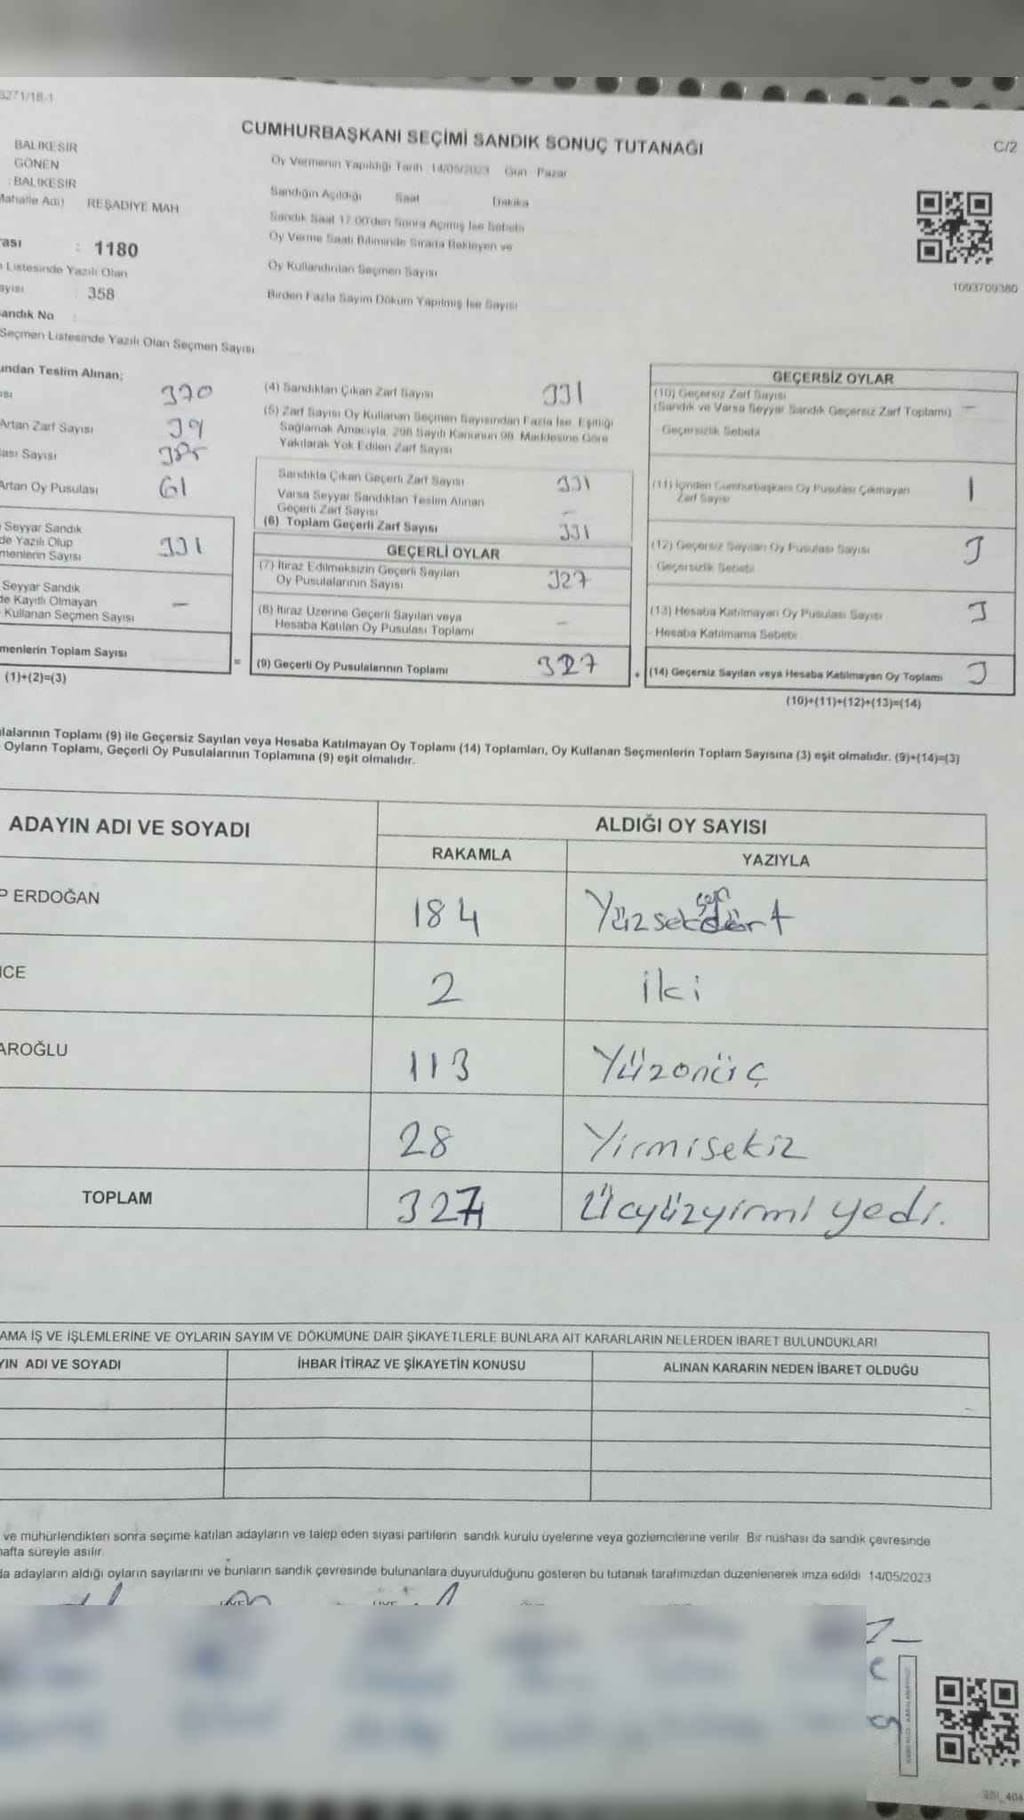 CUMHURBAŞKANI SEÇİMİ SANDIK SONUÇ TUTANAĞI
C/2
BALIKESİR
GÖNEN
BALIKESİR
Mahalle Adı) REŞADİYE MAH
Oy Vermenin Yapıldığı Tarih : 14/05/2023 Gün : Pazar
Sandığın Açıldığı Saat Dakika
Sandık Saat 17.00'den Sonra Açılmış İse Sebebi
Oy Verme Saati Bitiminde Sırada Bekleyen ve
Oy Kullandırılan Seçmen Sayısı
Birden Fazla Sayım Döküm Yapılmış İse Sayısı
: 1180
Listesinde Yazılı Olan
: 358
andık No
Seçmen Listesinde Yazılı Olan Seçmen Sayısı
1093709380
undan Teslim Alınan;
370
Artan Zarf Sayısı 39
ası Sayısı
Artan Oy Pusulası 61
Seyyar Sandık
de Yazılı Olup
menlerin Sayısı 331
Seyyar Sandık
de Kayıtlı Olmayan
Kullanan Seçmen Sayısı –
menlerin Toplam Sayısı
(1)+(2)=(3)
(4) Sandıktan Çıkan Zarf Sayısı 331
(5) Zarf Sayısı Oy Kullanan Seçmen Sayısından Fazla İse, Eşitliği
Sağlamak Amacıyla, 298 Sayılı Kanunun 98. Maddesine Göre
Yakılarak Yok Edilen Zarf Sayısı
Sandıkta Çıkan Geçerli Zarf Sayısı 331
Varsa Seyyar Sandıktan Teslim Alınan
Geçerli Zarf Sayısı –
(6) Toplam Geçerli Zarf Sayısı 331
GEÇERLİ OYLAR
(7) İtiraz Edilmeksizin Geçerli Sayılan
Oy Pusulalarının Sayısı 327
(8) İtiraz Üzerine Geçerli Sayılan veya
Hesaba Katılan Oy Pusulası Toplamı –
= (9) Geçerli Oy Pusulalarının Toplamı 327
GEÇERSİZ OYLAR
(10) Geçersiz Zarf Sayısı
(Sandık ve Varsa Seyyar Sandık Geçersiz Zarf Toplamı) –
Geçersizlik Sebebi
(11) İçinden Cumhurbaşkanı Oy Pusulası Çıkmayan
Zarf Sayısı 1
(12) Geçersiz Sayılan Oy Pusulası Sayısı 3
Geçersizlik Sebebi
(13) Hesaba Katılmayan Oy Pusulası Sayısı 3
Hesaba Katılmama Sebebi
+ (14) Geçersiz Sayılan veya Hesaba Katılmayan Oy Toplamı 3
(10)+(11)+(12)+(13)=(14)
ulalarının Toplamı (9) ile Geçersiz Sayılan veya Hesaba Katılmayan Oy Toplamı (14) Toplamları, Oy Kullanan Seçmenlerin Toplam Sayısına (3) eşit olmalıdır. (9)+(14)=(3)
Oyların Toplamı, Geçerli Oy Pusulalarının Toplamına (9) eşit olmalıdır.
ADAYIN ADI VE SOYADI ALDIĞI OY SAYISI
RAKAMLA YAZIYLA
P ERDOĞAN 184 Yüzseksendört
NCE 2 iki
AROĞLU 113 Yüzonüç
28 Yirmisekiz
TOPLAM 327 Üçyüzyirmi yedi.
AMA İŞ VE İŞLEMLERİNE VE OYLARIN SAYIM VE DÖKÜMÜNE DAİR ŞİKAYETLERLE BUNLARA AİT KARARLARIN NELERDEN İBARET BULUNDUKLARI
YIN ADI VE SOYADI İHBAR İTİRAZ VE ŞİKAYETİN KONUSU ALINAN KARARIN NEDEN İBARET OLDUĞU
ve mühürlendikten sonra seçime katılan adayların ve talep eden siyasi partilerin sandık kurulu üyelerine veya gözlemcilerine verilir. Bir nüshası da sandık çevresinde
hafta süreyle asılır.
da adayların aldığı oyların sayılarını ve bunların sandık çevresinde bulunanlara duyurulduğunu gösteren bu tutanak tarafımızdan düzenlenerek imza edildi. 14/05/2023